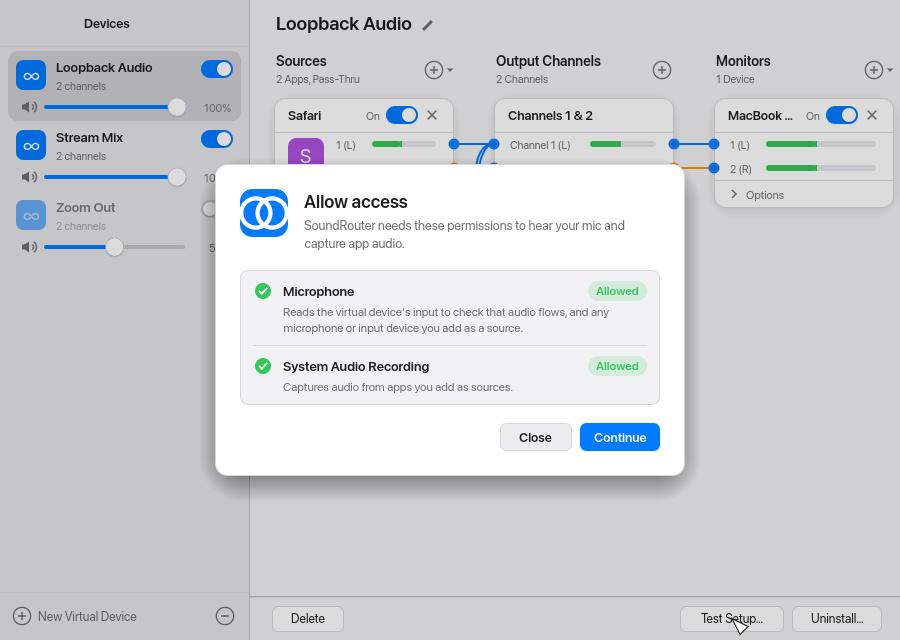 Devices
Loopback Audio
2 channels
100%
Stream Mix
2 channels
Zoom Out
2 channels
New Virtual Device
Loopback Audio
Sources
2 Apps, Pass-Thru
Output Channels
2 Channels
Monitors
1 Device
Safari
On
S
1 (L)
Channels 1 & 2
Channel 1 (L)
MacBook ...
On
1 (L)
2 (R)
Options
Allow access
SoundRouter needs these permissions to hear your mic and
capture app audio.
Microphone
Allowed
Reads the virtual device's input to check that audio flows, and any
microphone or input device you add as a source.
System Audio Recording
Allowed
Captures audio from apps you add as sources.
Close
Continue
Delete
Test Setup...
Uninstall...